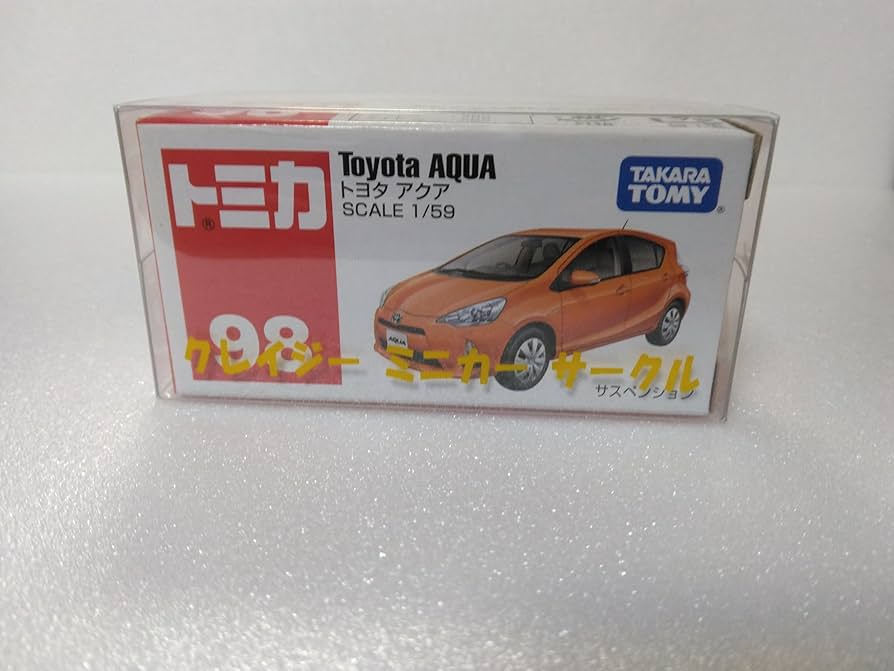 トミカ
®
Toyota AQUA
トヨタ アクア
SCALE 1/59
TAKARA
TOMY
®
AQUA
98
クレイジー ミニカー サークル
サスペンション